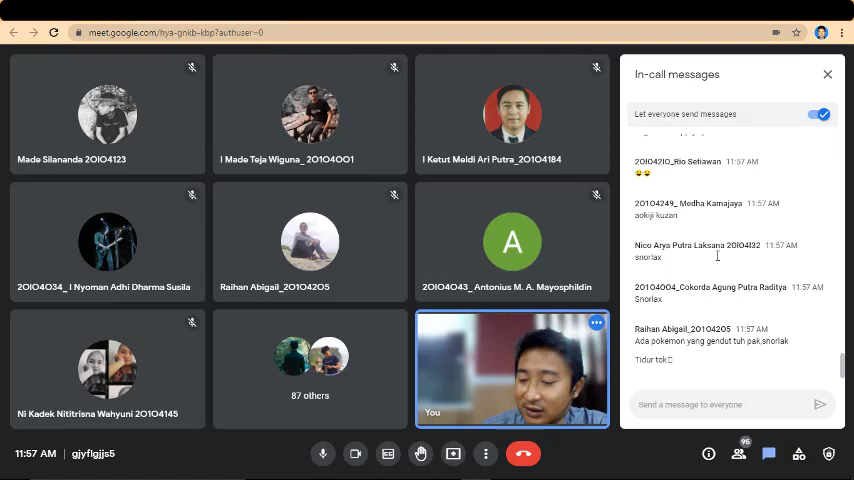 meet.google.com/hya-gnkb-kbp?authuser=0
Made Silananda 20104123
I Made Teja Wiguna_ 20104001
I Ketut Meldi Ari Putra_20104184
20104034_ I Nyoman Adhi Dharma Susila
Raihan Abigail_20104205
A
20104043_ Antonius M. A. Mayosphildin
Ni Kadek Nititrisna Wahyuni 20104145
87 others
You
In-call messages
Let everyone send messages
20104210_Rio Setiawan 11:57 AM
20104249_ Medha Kamajaya 11:57 AM
aokiji kuzan
Nico Arya Putra Laksana 20104132 11:57 AM
snorlax
20104004_Cokorda Agung Putra Raditya 11:57 AM
Snorlax
Raihan Abigail_20104205 11:57 AM
Ada pokemon yang gendut tuh pak,snorlak
Tidur tok
Send a message to everyone
11:57 AM | gjyflgjjs5
CC
95